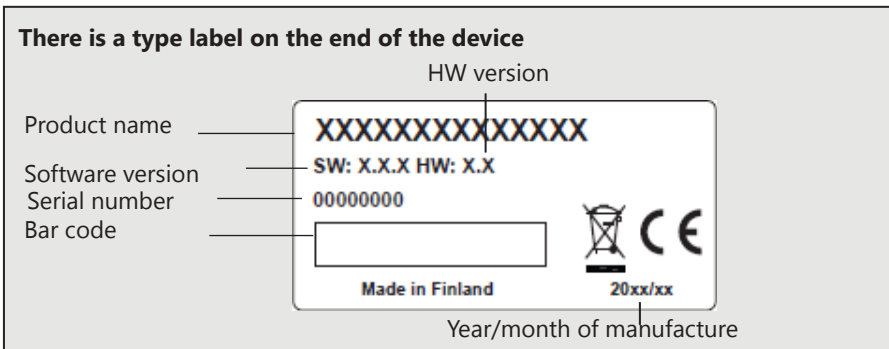 There is a type label on the end of the device
HW version
Product name
XXXXXXXXXXXXXX
Software version
SW: X.X.X HW: X.X
Serial number
00000000
Bar code
CE
Made in Finland
20xx/xx
Year/month of manufacture